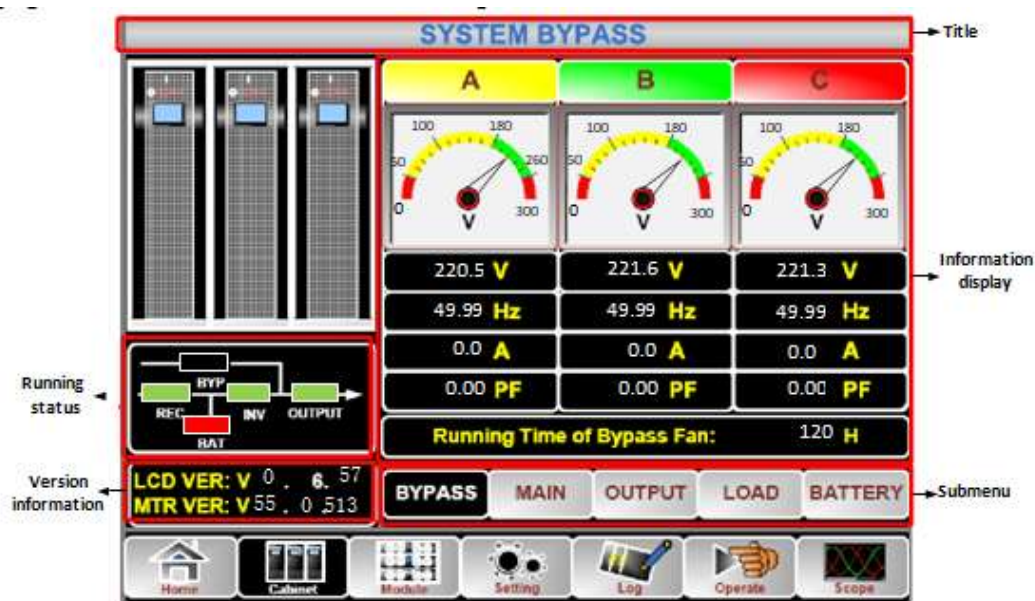 SYSTEM BYPASS
Title
A B C
100 180 100 180 100 180
50 260 50 50
0 300 0 300 0 300
V V V
220.5 V 221.6 V 221.3 V
Information
display
49.99 Hz 49.99 Hz 49.99 Hz
0.0 A 0.0 A 0.0 A
0.00 PF 0.00 PF 0.00 PF
Running
status
BYP
REC INV OUTPUT
BAT
Running Time of Bypass Fan: 120 H
Version
information
LCD VER: V 0 . 6. 57
MTR VER: V 55 . 0 .513
BYPASS MAIN OUTPUT LOAD BATTERY
Submenu
Home Cabinet Module Setting Log Operate Scope